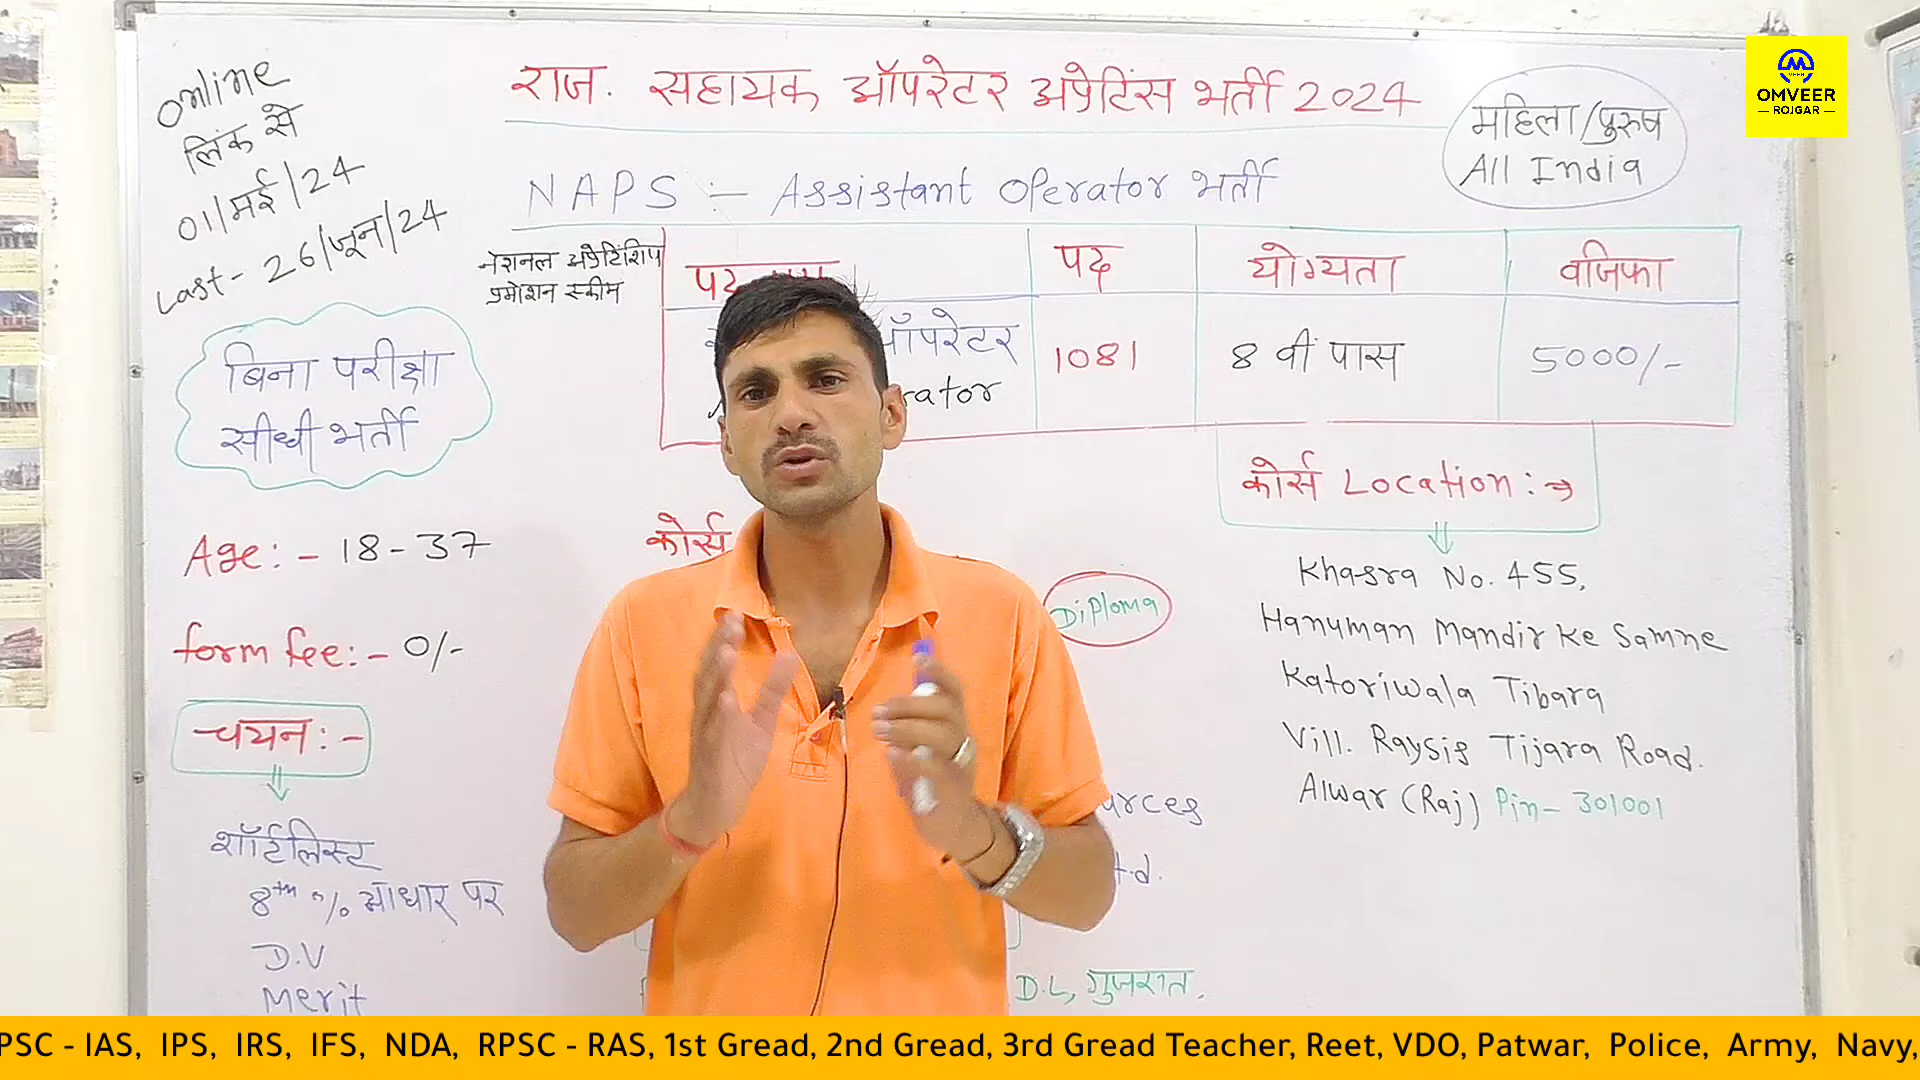 Online
लिंक से
01/मई/24
Last - 26/जून/24
राज. सहायक ऑपरेटर अप्रेटिंस भर्ती 2024
महिला/पुरुष
All India
OMVEER
ROJGAR
NAPS :- Assistant Operator भर्ती
नेशनल अप्रेटिंशिप
प्रमोशन स्कीम
पद
योग्यता
वजिफा
ऑपरेटर
1081
8 वीं पास
5000/-
बिना परीक्षा
सीधी भर्ती
कोर्स Location :→
Age:- 18-37
कोर्स
Diploma
Khasra No. 455,
Hanuman Mandir Ke Samne
Katoriwala Tibara
Vill. Raysis Tijara Road.
Alwar (Raj) Pin- 301001
form fee:- 0/-
चयन:-
शॉर्टलिस्ट
8th % आधार पर
D.V
Merit
D.L, गुजरात,
PSC - IAS, IPS, IRS, IFS, NDA, RPSC - RAS, 1st Gread, 2nd Gread, 3rd Gread Teacher, Reet, VDO, Patwar, Police, Army, Navy,